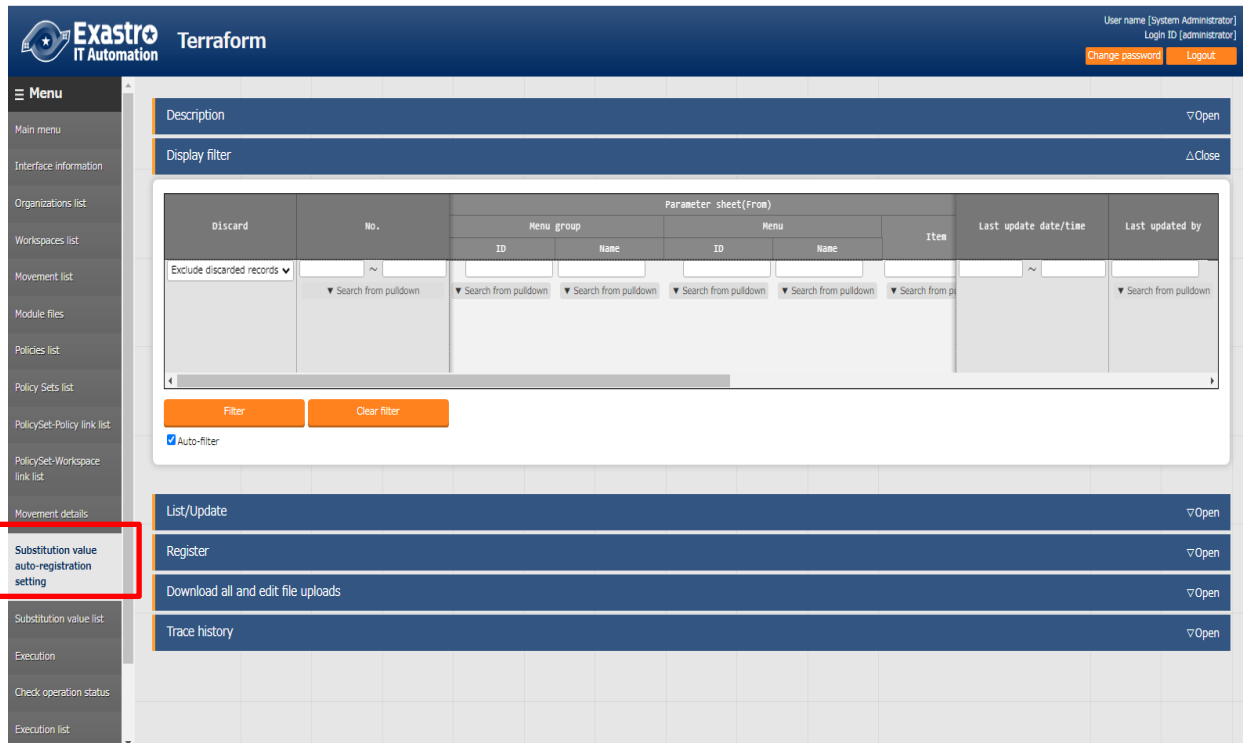 Exastro
IT Automation
Terraform
User name [System Administrator]
Login ID [administrator]
Change password
Logout
Menu
Main menu
Interface information
Organizations list
Workspaces list
Movement list
Module files
Policies list
Policy Sets list
PolicySet-Policy link list
PolicySet-Workspace
link list
Movement details
Substitution value
auto-registration
setting
Substitution value list
Execution
Check operation status
Execution list
Description
▽Open
Display filter
△Close
Parameter sheet(From)
Discard
No.
Menu group
Menu
Item
Last update date/time
Last updated by
ID
Name
ID
Name
Exclude discarded records
~
~
▼ Search from pulldown
▼ Search from pulldown
▼ Search from pulldown
▼ Search from pulldown
▼ Search from pulldown
▼ Search from p
▼ Search from pulldown
Filter
Clear filter
Auto-filter
List/Update
▽Open
Register
▽Open
Download all and edit file uploads
▽Open
Trace history
▽Open